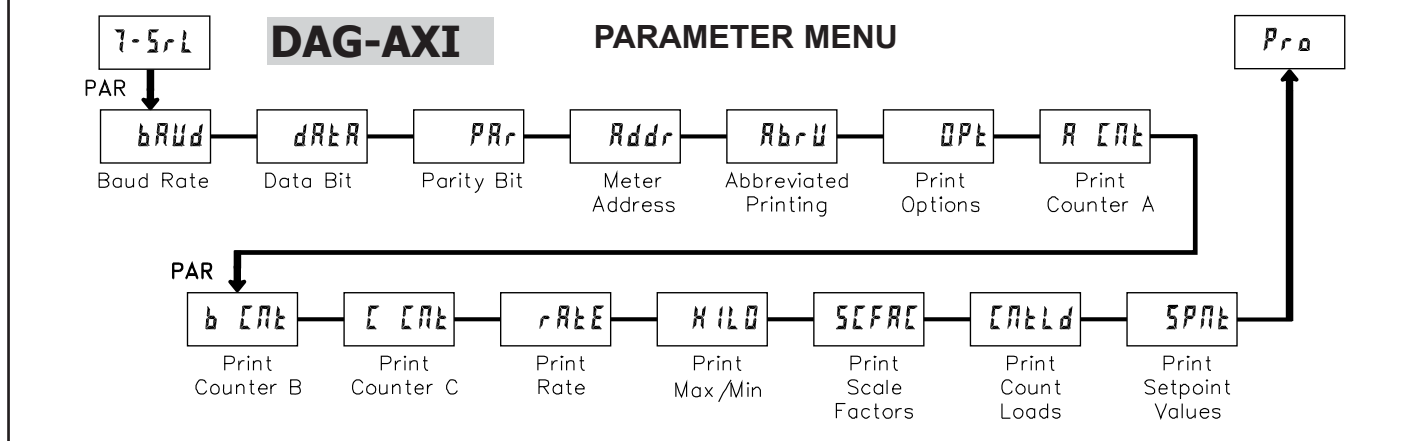 7-SrL
DAG-AXI
PARAMETER MENU
Pro
PAR
bAUd
dAtA
PAr
Addr
AbrU
OPt
A CNt
Baud Rate
Data Bit
Parity Bit
Meter
Address
Abbreviated
Printing
Print
Options
Print
Counter A
PAR
b CNt
C CNt
rAtE
HILO
SCFAC
CNtLd
SPNt
Print
Counter B
Print
Counter C
Print
Rate
Print
Max/Min
Print
Scale
Factors
Print
Count
Loads
Print
Setpoint
Values